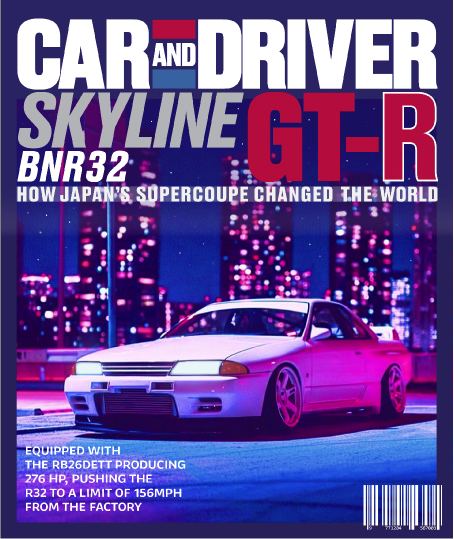 CAR AND DRIVER
SKYLINE GT-R
BNR32
HOW JAPAN'S SUPERCOUPE CHANGED THE WORLD
EQUIPPED WITH
THE RB26DETT PRODUCING
276 HP, PUSHING THE
R32 TO A LIMIT OF 156MPH
FROM THE FACTORY